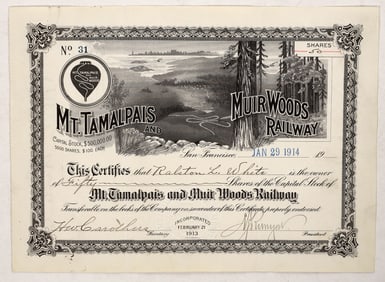 No 31
SHARES
50
MT. TAMALPAIS
AND
MUIR WOODS
RAILWAY
CAPITAL STOCK, $500,000.00
5000 SHARES, $100. EACH
San Francisco, JAN 29 1914 19
This Certifies that Ralston L. White is the owner
of Fifty Shares of the Capital Stock of
Mt. Tamalpais and Muir Woods Railway
Transferable on the books of the Company on surrender of this Certificate properly endorsed.
INCORPORATED
FEBRUARY 21
1913
Secretary
President